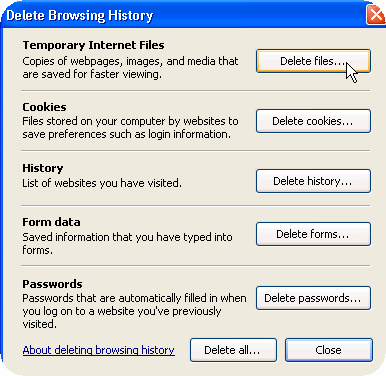 Delete Browsing History
Temporary Internet Files
Copies of webpages, images, and media that
are saved for faster viewing.
Delete files...
Cookies
Files stored on your computer by websites to
save preferences such as login information.
Delete cookies...
History
List of websites you have visited.
Delete history...
Form data
Saved information that you have typed into
forms.
Delete forms...
Passwords
Passwords that are automatically filled in when
you log on to a website you've previously
visited.
Delete passwords...
About deleting browsing history
Delete all...
Close